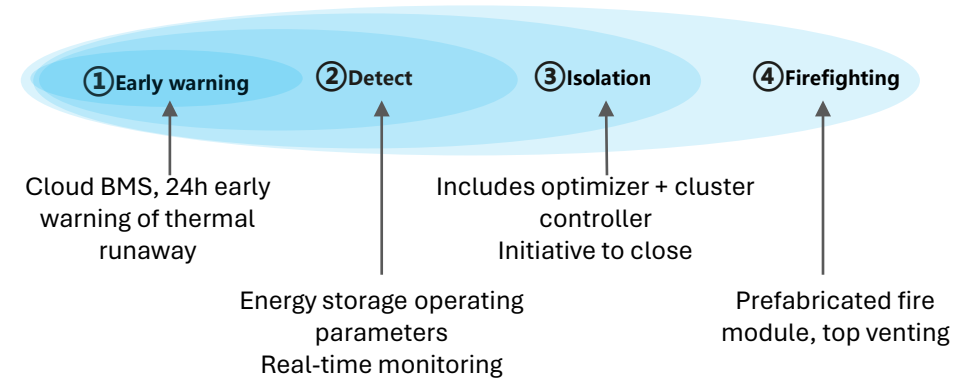 ①Early warning
②Detect
③Isolation
④Firefighting
Cloud BMS, 24h early
warning of thermal
runaway
Includes optimizer + cluster
controller
Initiative to close
Energy storage operating
parameters
Real-time monitoring
Prefabricated fire
module, top venting